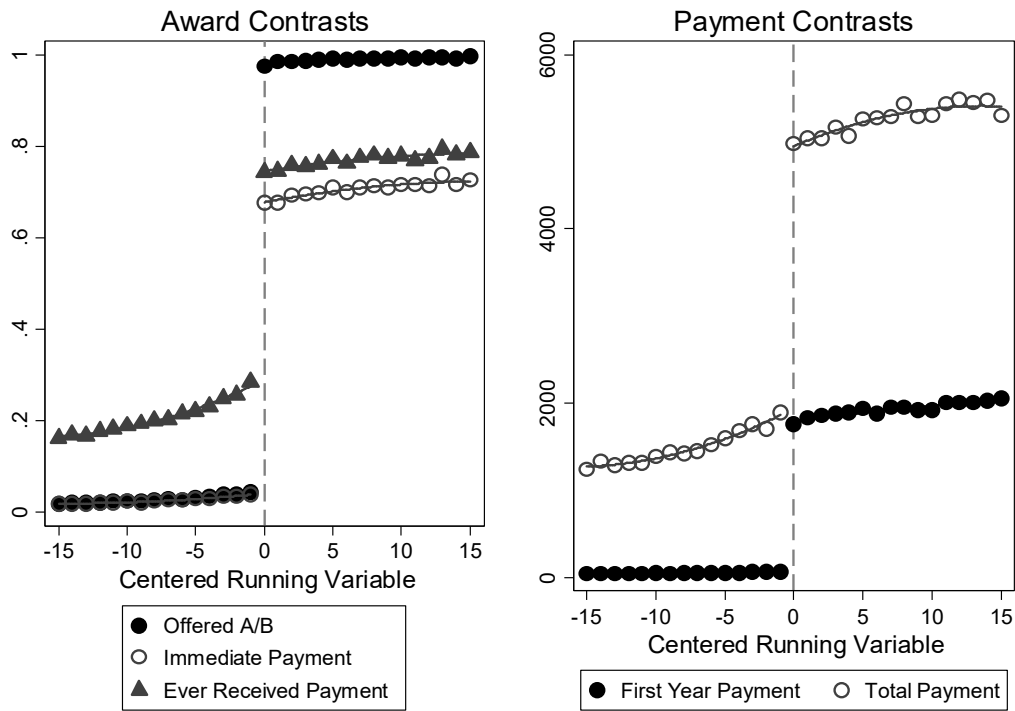 Award Contrasts
1
.8
.6
.4
.2
0
-15 -10 -5 0 5 10 15
Centered Running Variable
Offered A/B
Immediate Payment
Ever Received Payment
Payment Contrasts
6000
4000
2000
0
-15 -10 -5 0 5 10 15
Centered Running Variable
First Year Payment Total Payment